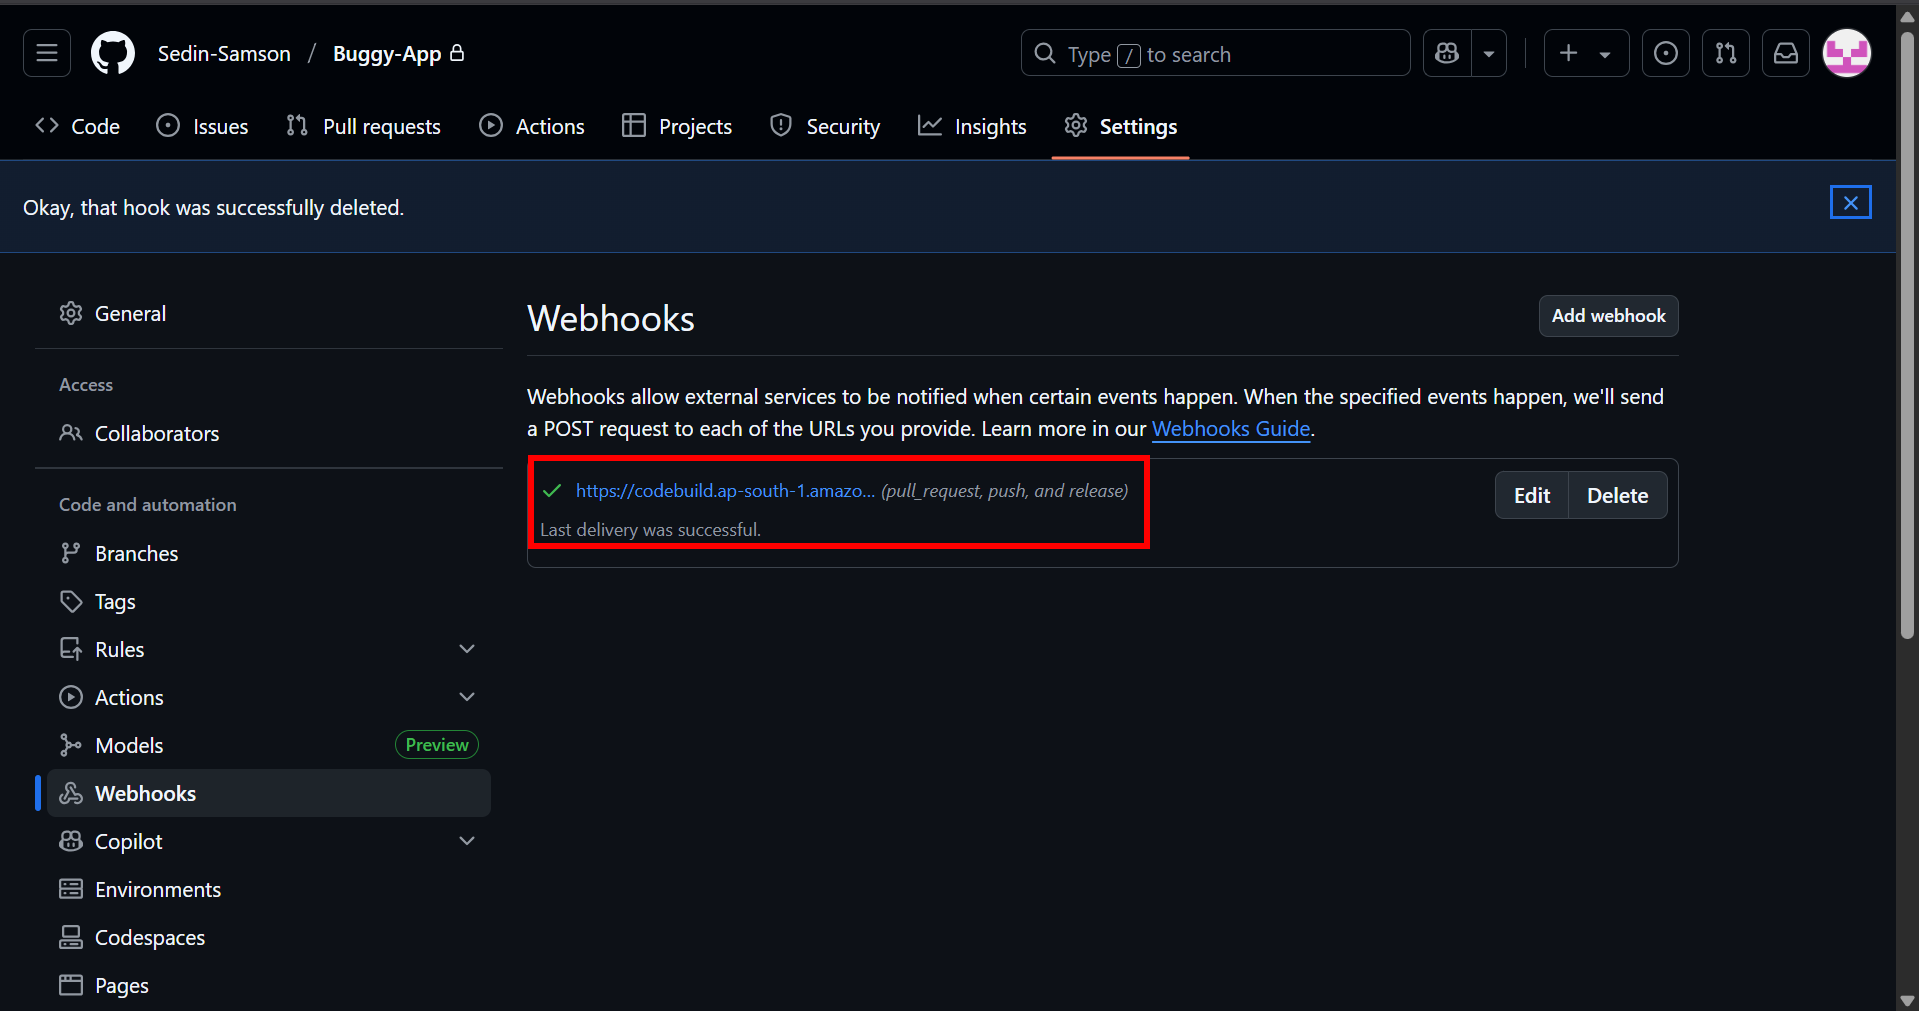 Sedin-Samson / Buggy-App
Type / to search
Code
Issues
Pull requests
Actions
Projects
Security
Insights
Settings
Okay, that hook was successfully deleted.
General
Access
Collaborators
Code and automation
Branches
Tags
Rules
Actions
Models Preview
Webhooks
Copilot
Environments
Codespaces
Pages
Webhooks
Add webhook
Webhooks allow external services to be notified when certain events happen. When the specified events happen, we'll send
a POST request to each of the URLs you provide. Learn more in our Webhooks Guide.
https://codebuild.ap-south-1.amazo... (pull_request, push, and release)
Last delivery was successful.
Edit
Delete